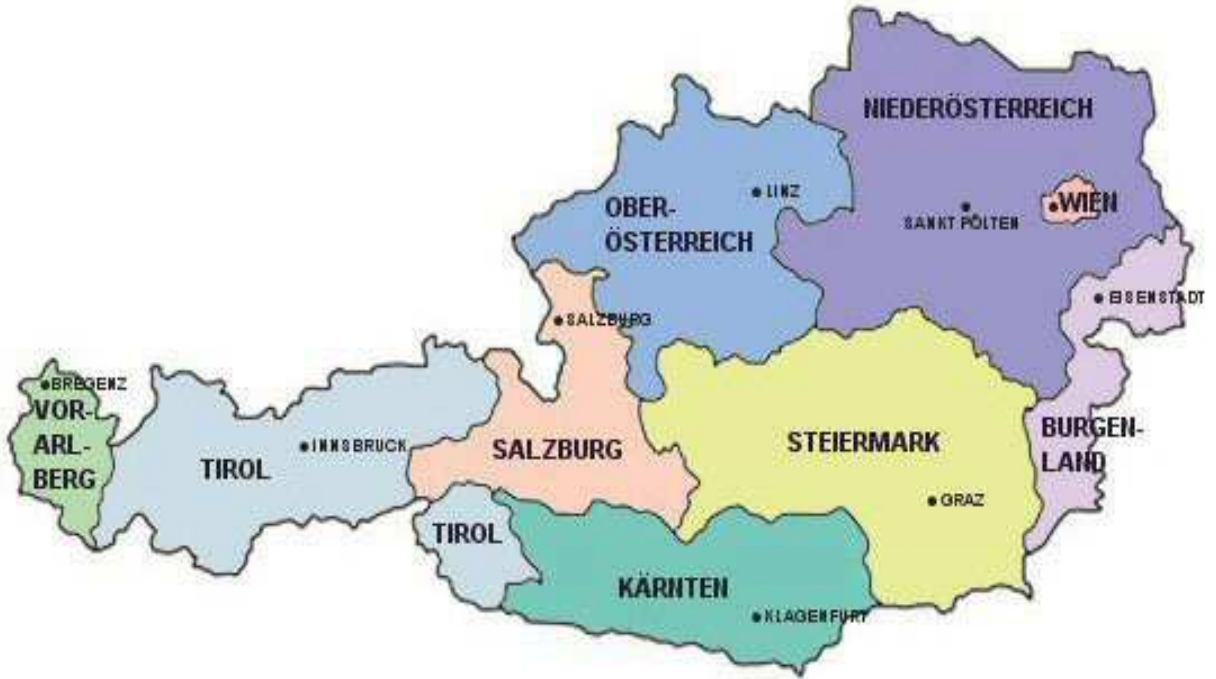 NIEDERÖSTERREICH
LINZ
WIEN
OBER-
ÖSTERREICH
SANKT PÖLTEN
EISENSTADT
SALZBURG
BREGENZ
VOR-
ARL-
BERG
INNSBRUCK
TIROL
SALZBURG
STEIERMARK
BURGEN-
LAND
GRAZ
TIROL
KÄRNTEN
KLAGENFURT